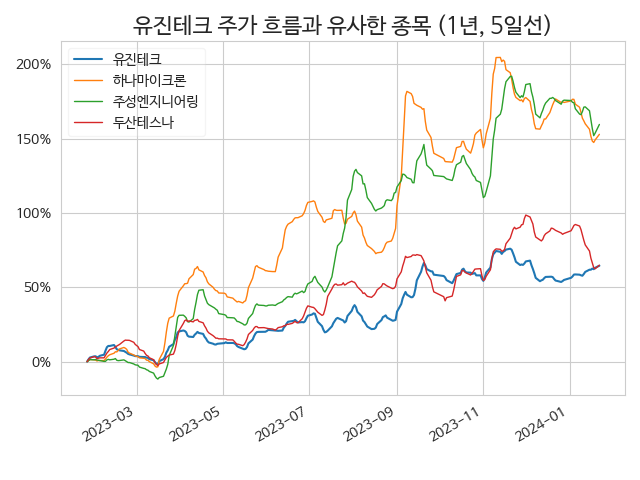 유진테크 주가 흐름과 유사한 종목 (1년, 5일선)
유진테크
하나마이크론
주성엔지니어링
두산테스나
200%
150%
100%
50%
0%
2023-03
2023-05
2023-07
2023-09
2023-11
2024-01